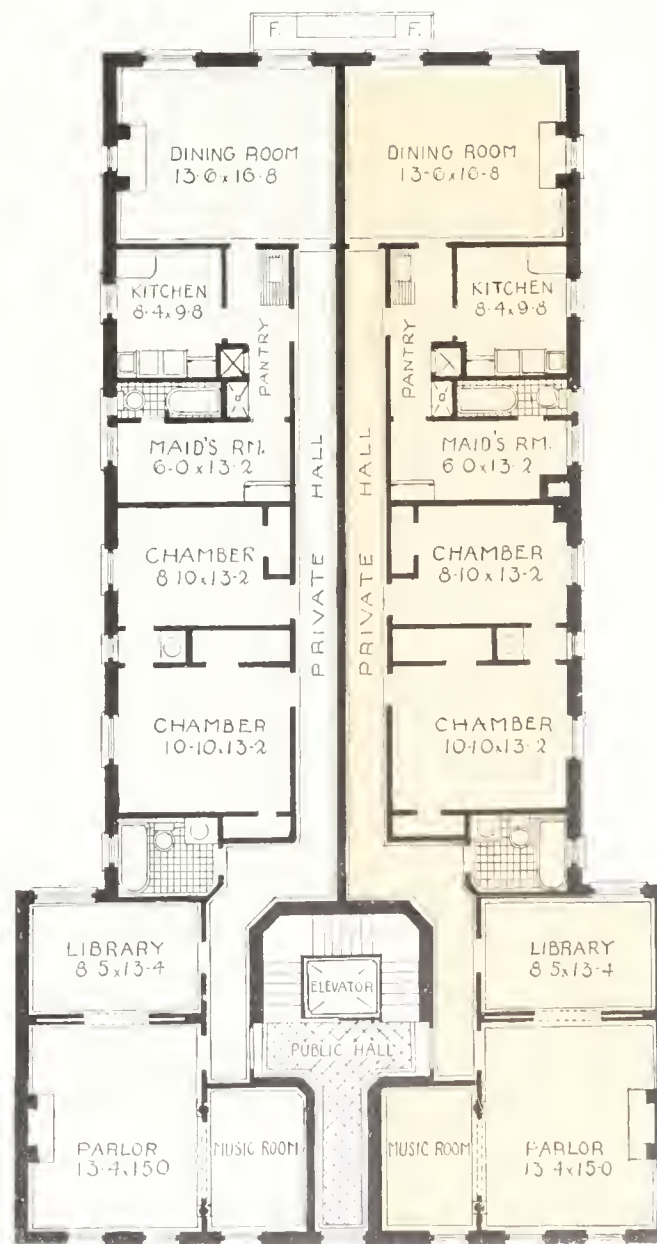 F. F.
DINING ROOM
13-6 x 16-8
DINING ROOM
13-6 x 16-8
KITCHEN
8-4 x 9-8
PANTRY
PANTRY
KITCHEN
8-4 x 9-8
MAID'S RM.
6-0 x 13-2
MAID'S RM.
6-0 x 13-2
PRIVATE HALL
PRIVATE HALL
CHAMBER
8-10 x 13-2
CHAMBER
8-10 x 13-2
CHAMBER
10-10 x 13-2
CHAMBER
10-10 x 13-2
LIBRARY
8-5 x 13-4
LIBRARY
8-5 x 13-4
ELEVATOR
PUBLIC HALL
PARLOR
13-4 x 15-0
MUSIC ROOM
MUSIC ROOM
PARLOR
13-4 x 15-0